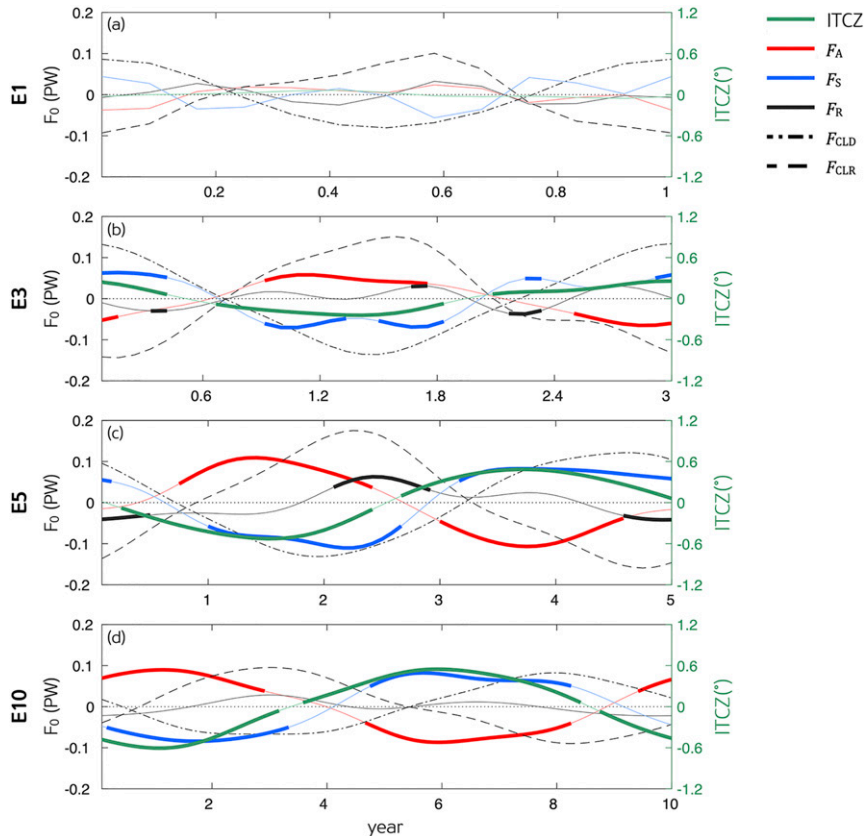 (a)
E1
F₀ (PW)
0.2
0.1
0
-0.1
-0.2
1.2
0.6
0
-0.6
-1.2
ITCZ(°)
0.2 0.4 0.6 0.8 1
ITCZ
F_A
F_S
F_R
F_CLD
F_CLR
(b)
E3
F₀ (PW)
0.2
0.1
0
-0.1
-0.2
1.2
0.6
0
-0.6
-1.2
ITCZ(°)
0.6 1.2 1.8 2.4 3
(c)
E5
F₀ (PW)
0.2
0.1
0
-0.1
-0.2
1.2
0.6
0
-0.6
-1.2
ITCZ(°)
1 2 3 4 5
(d)
E10
F₀ (PW)
0.2
0.1
0
-0.1
-0.2
1.2
0.6
0
-0.6
-1.2
ITCZ(°)
2 4 6 8 10
year